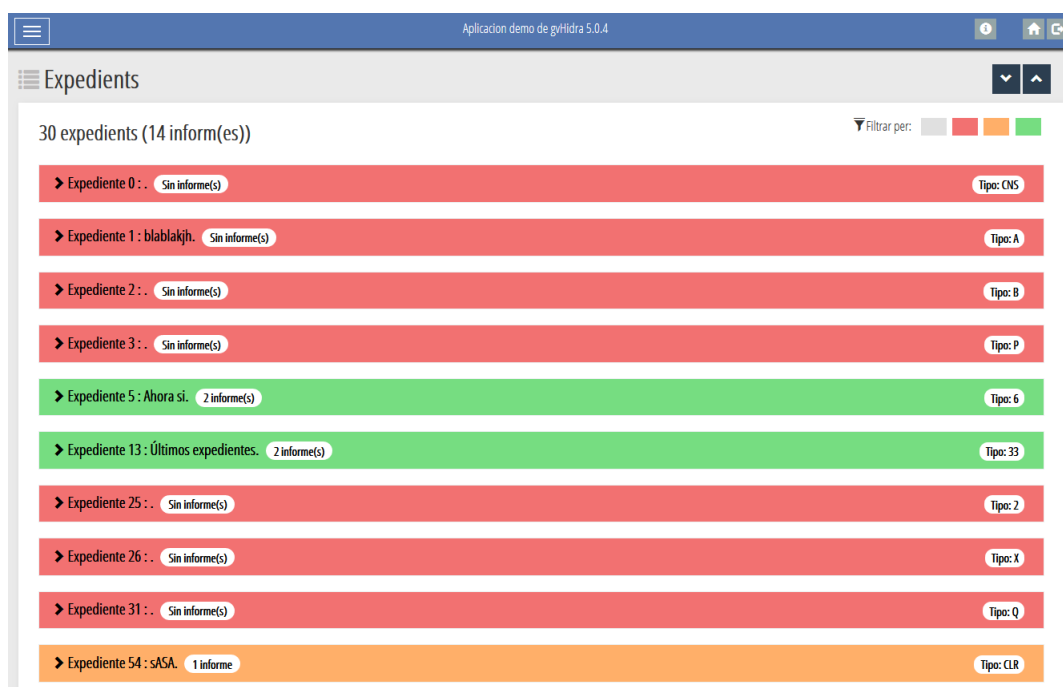 Aplicacion demo de gvHidra 5.0.4
Expedients
30 expedients (14 inform(es))
Filtrar per:
Expediente 0 : . Sin informe(s) Tipo: CNS
Expediente 1 : blablakjh. Sin informe(s) Tipo: A
Expediente 2 : . Sin informe(s) Tipo: B
Expediente 3 : . Sin informe(s) Tipo: P
Expediente 5 : Ahora si. 2 informe(s) Tipo: 6
Expediente 13 : Últimos expedientes. 2 informe(s) Tipo: 33
Expediente 25 : . Sin informe(s) Tipo: 2
Expediente 26 : . Sin informe(s) Tipo: X
Expediente 31 : . Sin informe(s) Tipo: Q
Expediente 54 : sASA. 1 informe Tipo: CLR